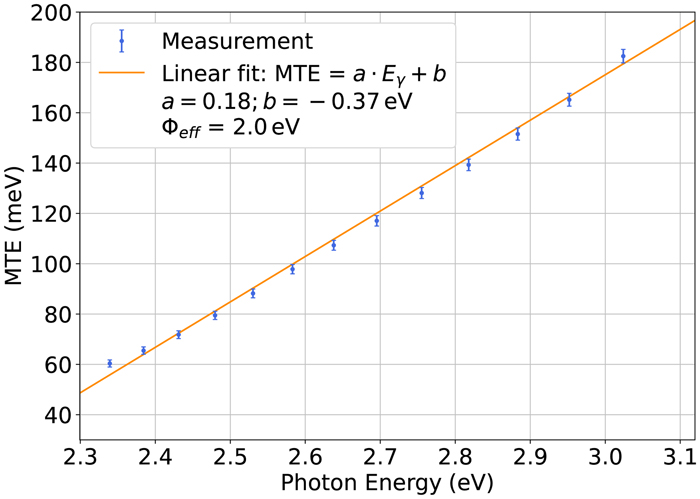 200
180
160
140
120
100
80
60
40
MTE (meV)
Measurement
Linear fit: MTE = a · Eγ + b
a = 0.18; b = −0.37 eV
Φeff = 2.0 eV
2.3 2.4 2.5 2.6 2.7 2.8 2.9 3.0 3.1
Photon Energy (eV)